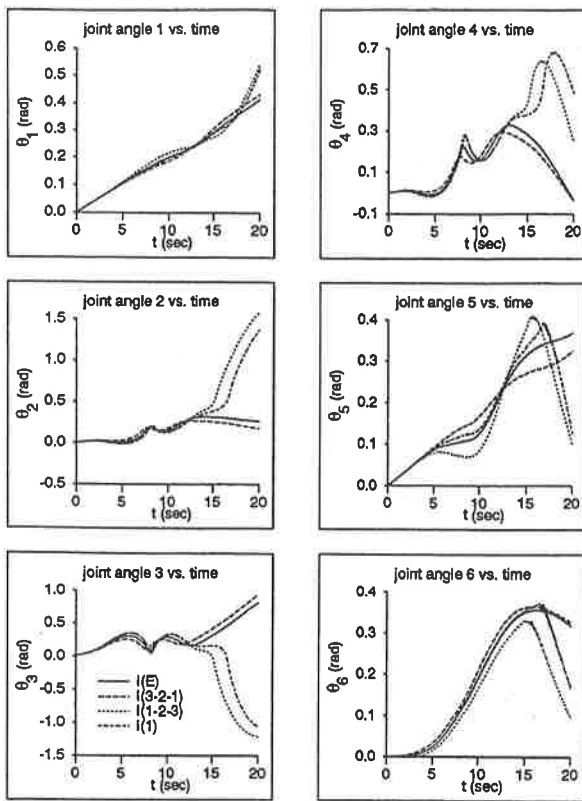 joint angle 1 vs. time
0.6
0.5
0.4
0.3
0.2
0.1
0.0
θ1 (rad)
0 5 10 15 20
t (sec)
joint angle 4 vs. time
0.7
0.3
-0.1
θ4 (rad)
0 5 10 15 20
t (sec)
joint angle 2 vs. time
1.5
1.0
0.5
0.0
-0.5
θ2 (rad)
0 5 10 15 20
t (sec)
joint angle 5 vs. time
0.4
0.3
0.2
0.1
0.0
θ5 (rad)
0 5 10 15 20
t (sec)
joint angle 3 vs. time
1.0
0.5
0.0
-0.5
-1.0
-1.5
θ3 (rad)
i(E)
i(3-2-1)
i(1-2-3)
i(1)
0 5 10 15 20
t (sec)
joint angle 6 vs. time
0.4
0.3
0.2
0.1
0.0
θ6 (rad)
0 5 10 15 20
t (sec)